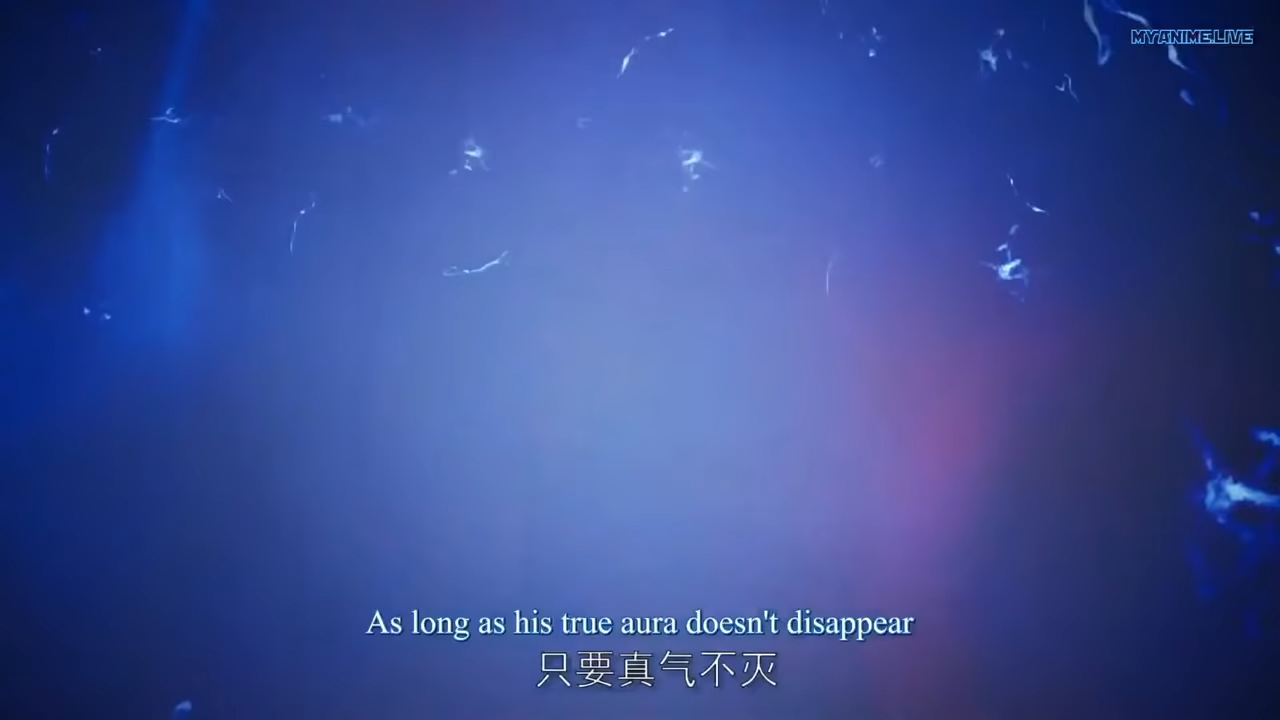 MYANIME.LIVE
As long as his true aura doesn't disappear
只要真气不灭